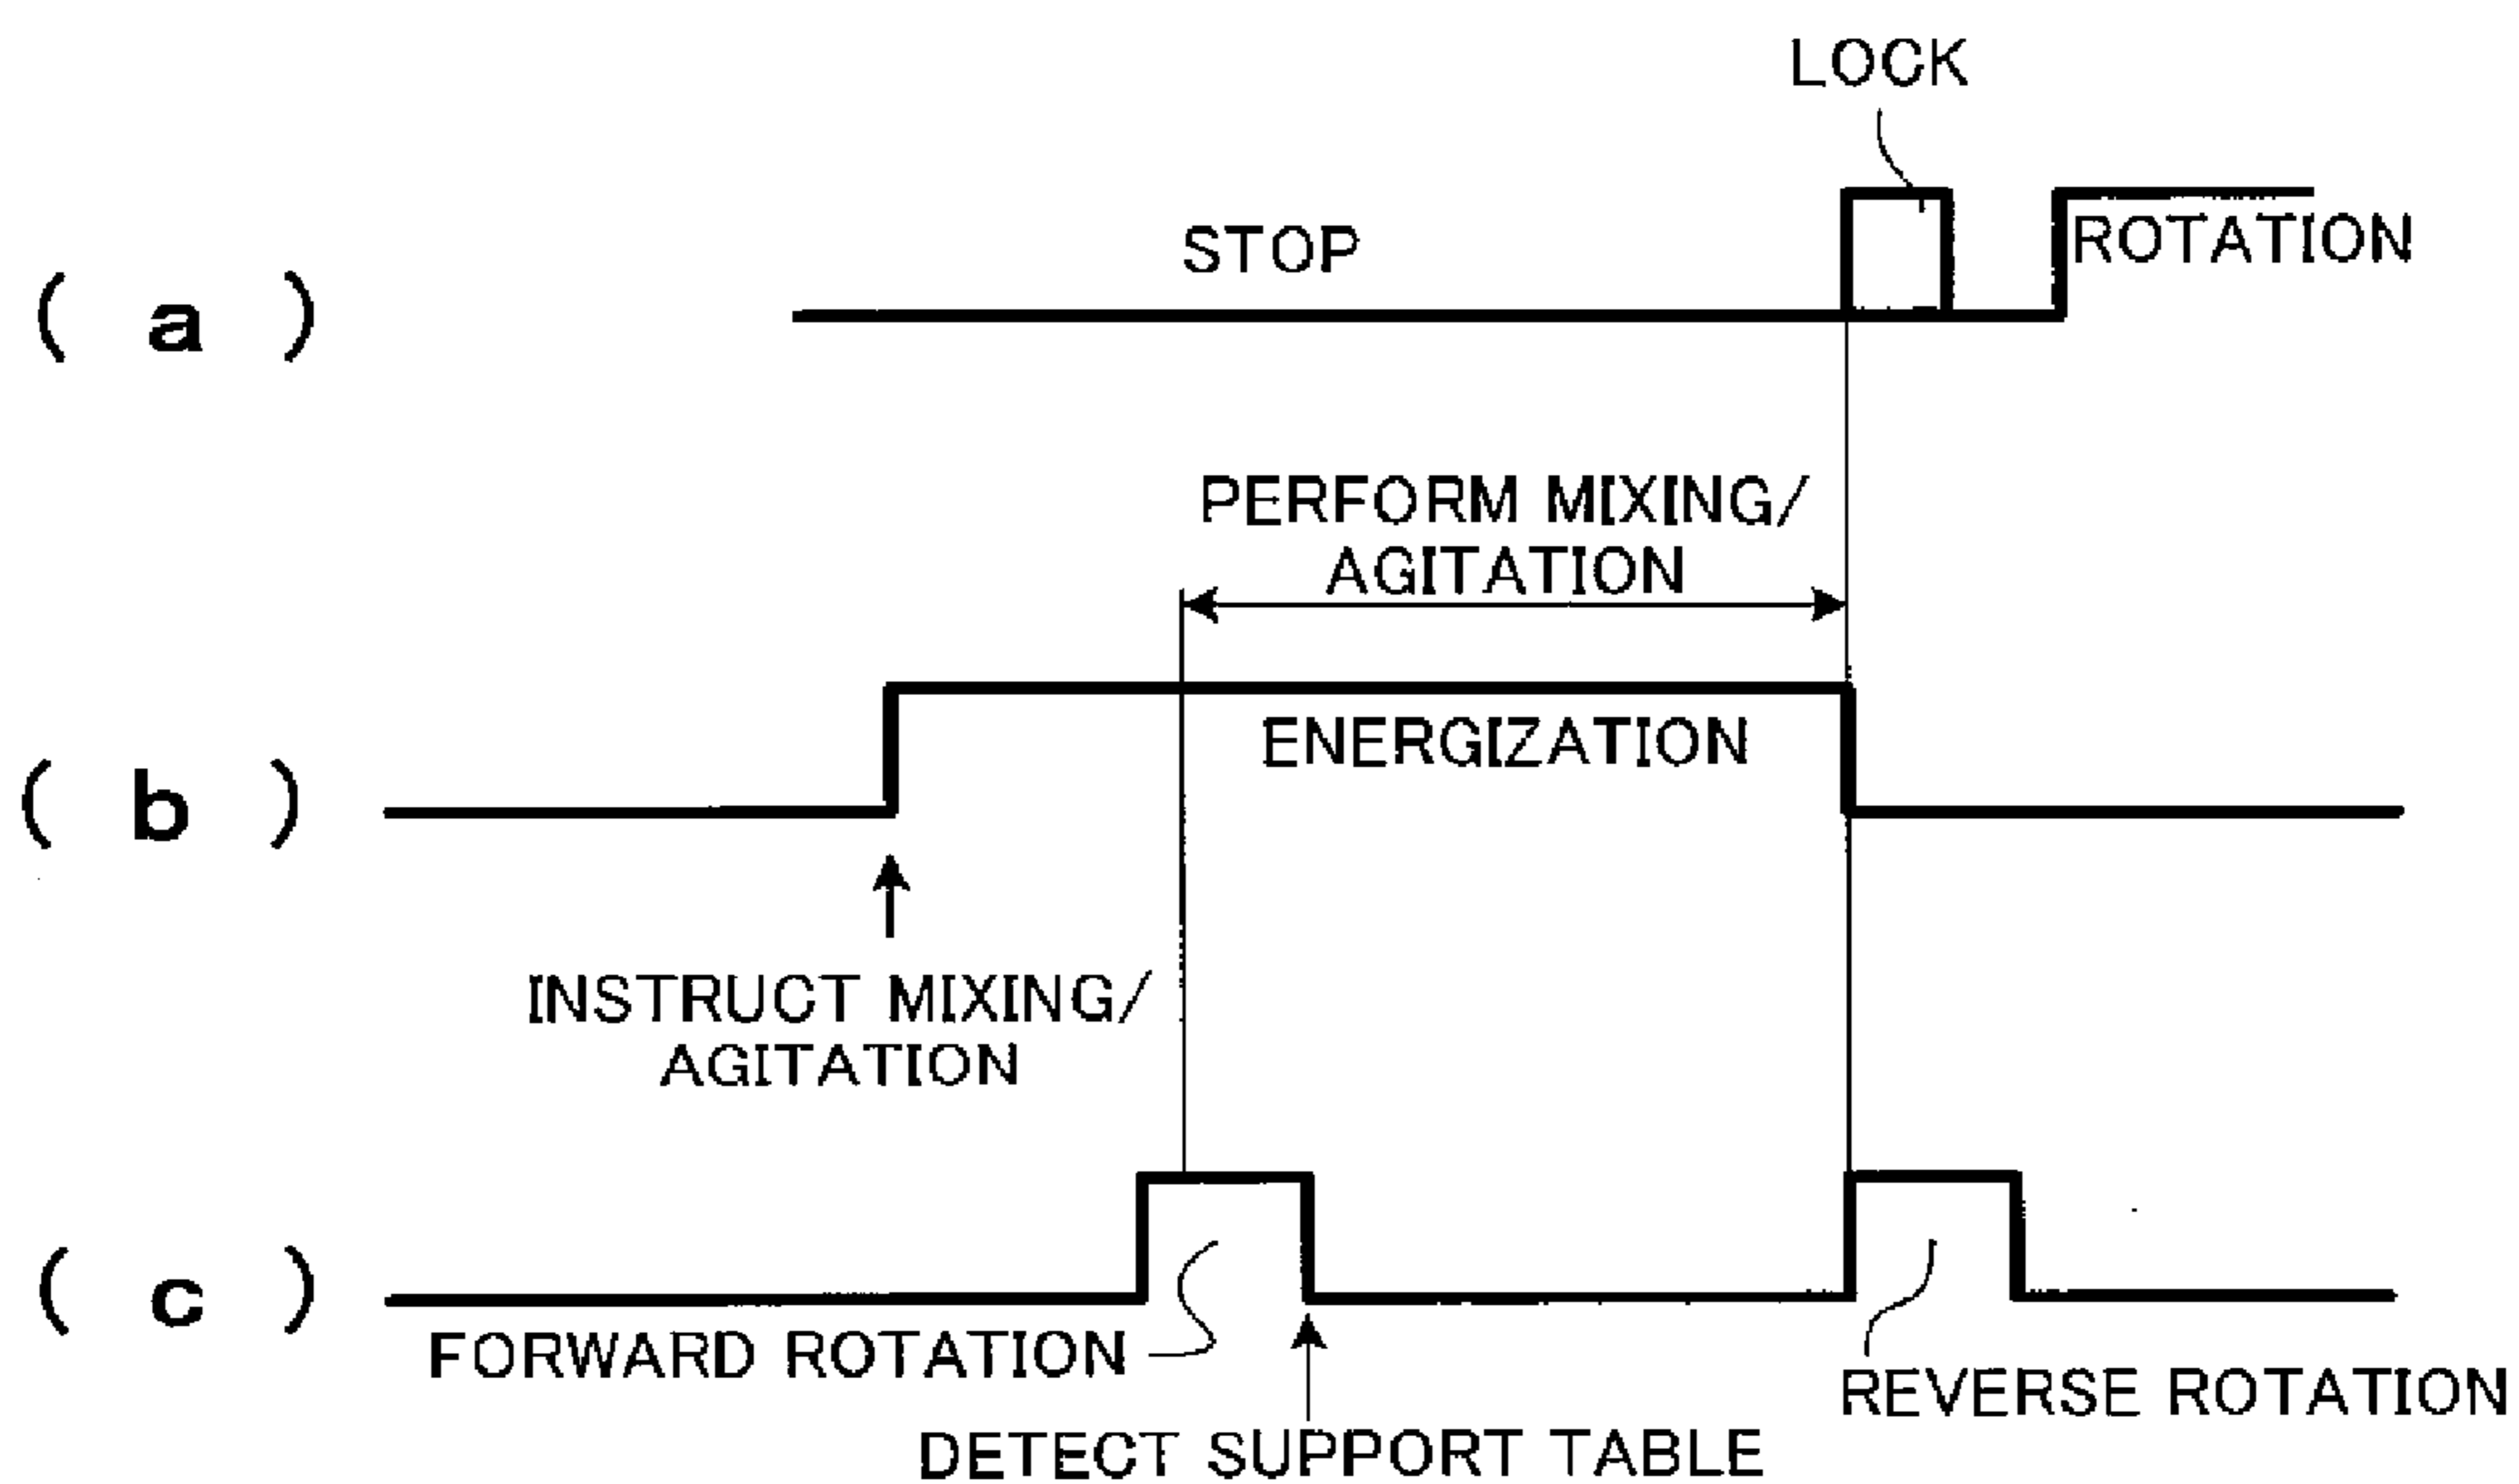 LOCK
STOP
ROTATION
( a )
PERFORM MIXING/
AGITATION
ENERGIZATION
( b )
INSTRUCT MIXING/
AGITATION
( c )
FORWARD ROTATION
REVERSE ROTATION
DETECT SUPPORT TABLE